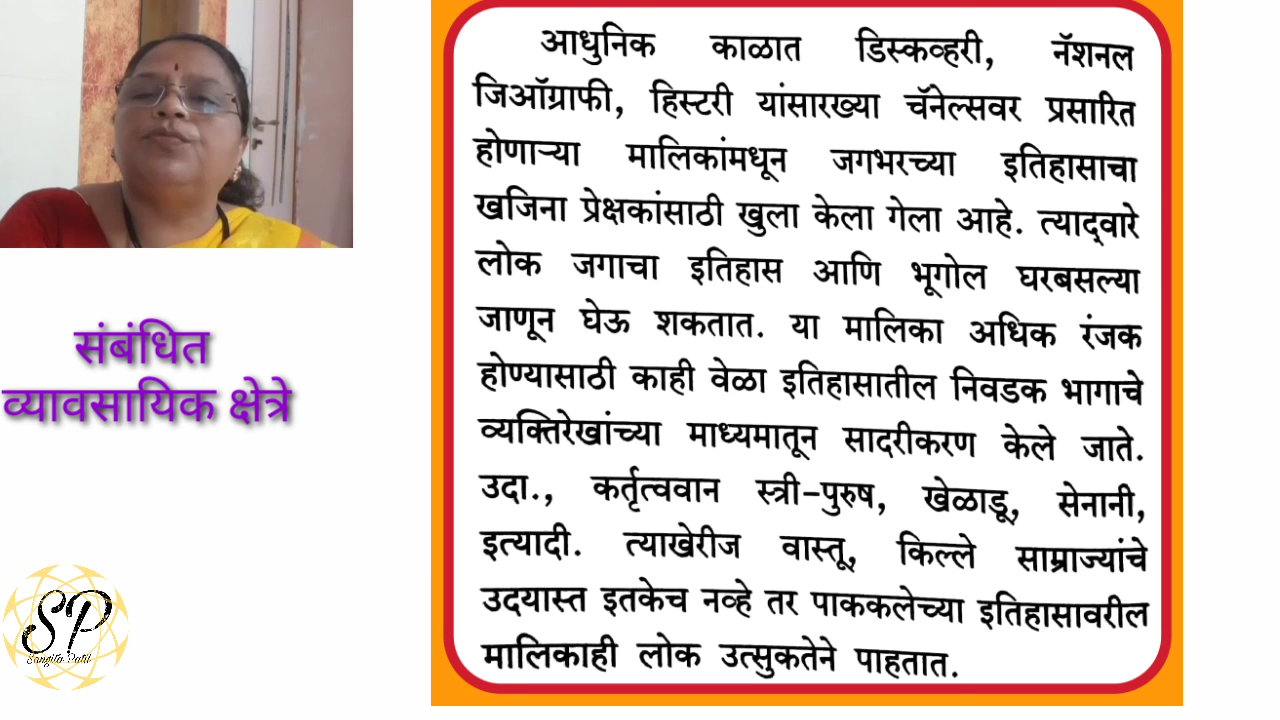 आधुनिक काळात डिस्कव्हरी, नॅशनल
जिऑग्राफी, हिस्टरी यांसारख्या चॅनेल्सवर प्रसारित
होणाऱ्या मालिकांमधून जगभरच्या इतिहासाचा
खजिना प्रेक्षकांसाठी खुला केला गेला आहे. त्याद्‌वारे
लोक जगाचा इतिहास आणि भूगोल घरबसल्या
जाणून घेऊ शकतात. या मालिका अधिक रंजक
होण्यासाठी काही वेळा इतिहासातील निवडक भागाचे
व्यक्तिरेखांच्या माध्यमातून सादरीकरण केले जाते.
उदा., कर्तृत्ववान स्त्री-पुरुष, खेळाडू, सेनानी,
इत्यादी. त्याखेरीज वास्तू, किल्ले साम्राज्यांचे
उदयास्त इतकेच नव्हे तर पाककलेच्या इतिहासावरील
मालिकाही लोक उत्सुकतेने पाहतात.
संबंधित
व्यावसायिक क्षेत्रे
SP
Sangita Patil